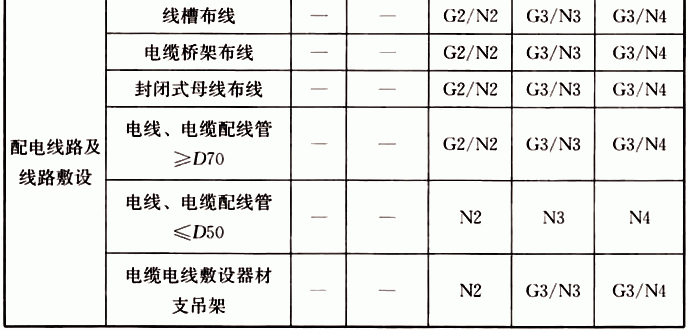 线槽布线 — — G2/N2 G3/N3 G3/N4
电缆桥架布线 — — G2/N2 G3/N3 G3/N4
封闭式母线布线 — — G2/N2 G3/N3 G3/N4
配电线路及
线路敷设
电线、电缆配线管
≥D70 — — G2/N2 G3/N3 G3/N4
电线、电缆配线管
≤D50 — — N2 N3 N4
电缆电线敷设器材
支吊架 — — N2 G3/N3 G3/N4